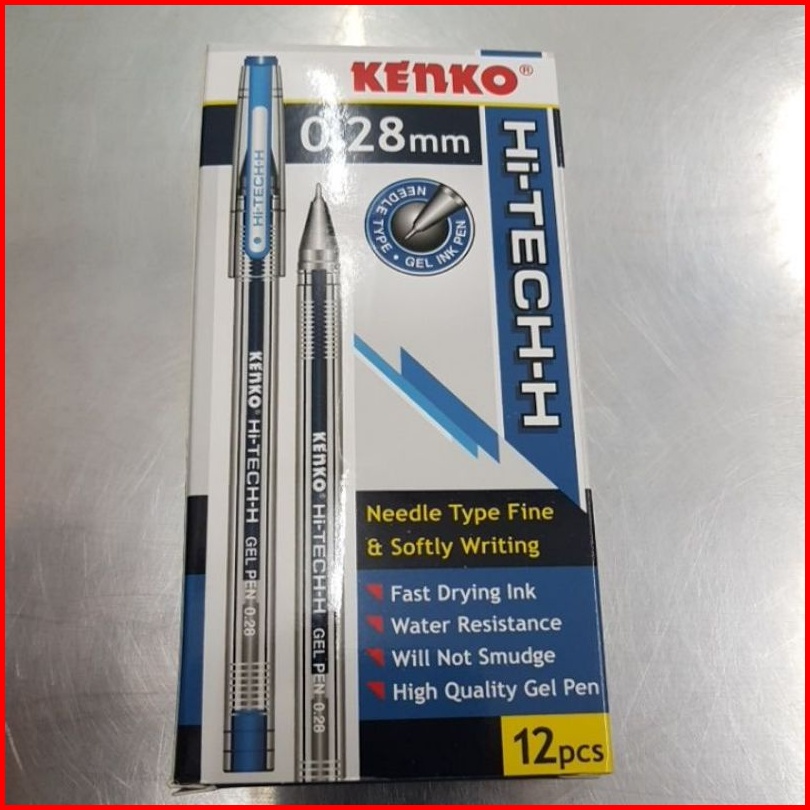 KENKO®
0.28mm
Hi-TECH-H
NEEDLE TYPE • GEL INK PEN
Hi-TECH-H
KENKO® Hi-TECH-H GEL PEN 0.28
KENKO® Hi-TECH-H GEL PEN 0.28
Needle Type Fine
& Softly Writing
Fast Drying Ink
Water Resistance
Will Not Smudge
High Quality Gel Pen
12pcs